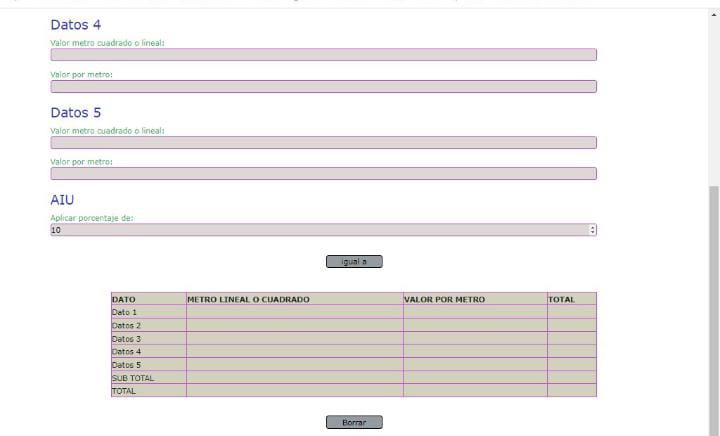 Datos 4
Valor metro cuadrado o lineal:
Valor por metro:
Datos 5
Valor metro cuadrado o lineal:
Valor por metro:
AIU
Aplicar porcentaje de:
10
igual a
DATO METRO LINEAL O CUADRADO VALOR POR METRO TOTAL
Dato 1
Datos 2
Datos 3
Datos 4
Datos 5
SUB TOTAL
TOTAL
Borrar